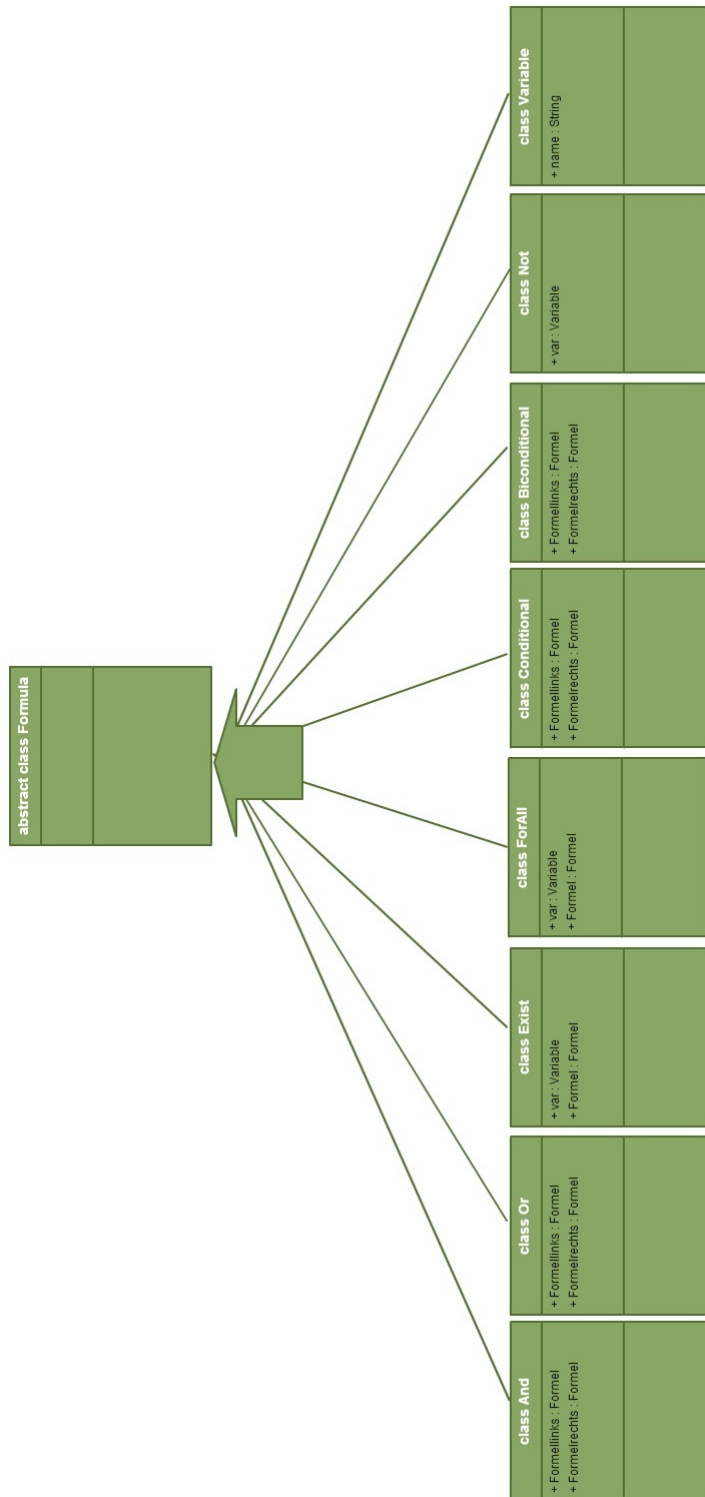 abstract class Formula
class And
+ Formellinks : Formel
+ Formelrechts : Formel
class Or
+ Formellinks : Formel
+ Formelrechts : Formel
class Exist
+ var : Variable
+ Formel : Formel
class ForAll
+ var : Variable
+ Formel : Formel
class Conditional
+ Formellinks : Formel
+ Formelrechts : Formel
class Biconditional
+ Formellinks : Formel
+ Formelrechts : Formel
class Not
+ var : Variable
class Variable
+ name : String